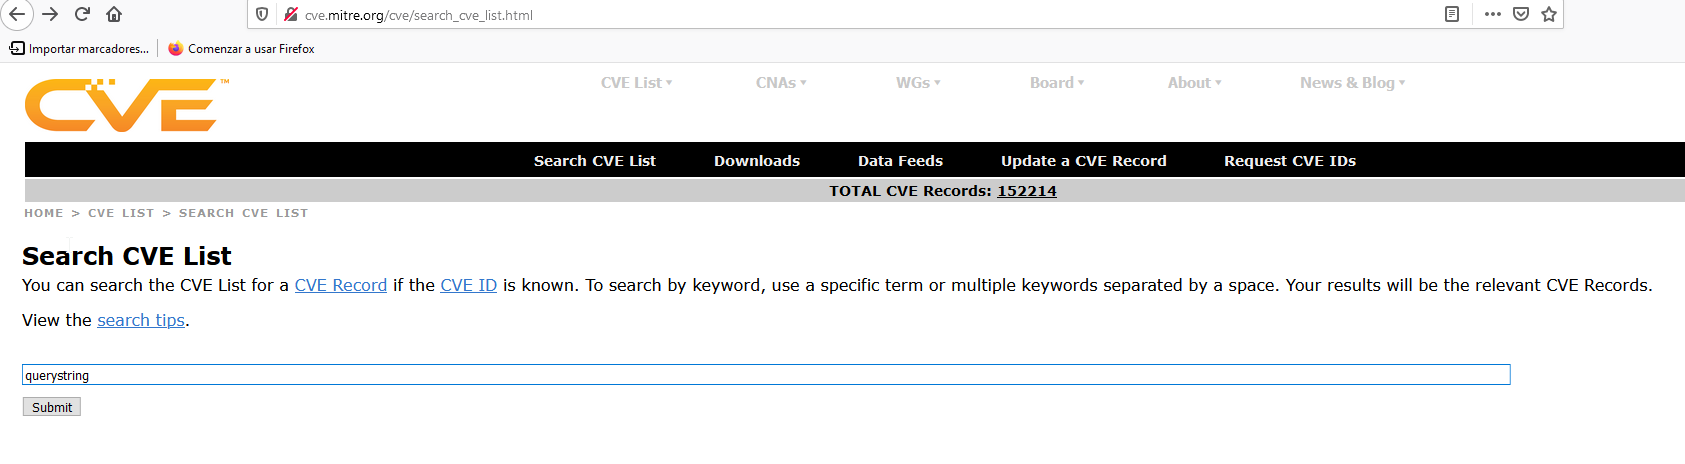 cve.mitre.org/cve/search_cve_list.html
Importar marcadores... Comenzar a usar Firefox
CVE™
CVE List CNAs WGs Board About News & Blog
Search CVE List Downloads Data Feeds Update a CVE Record Request CVE IDs
TOTAL CVE Records: 152214
HOME > CVE LIST > SEARCH CVE LIST
Search CVE List
You can search the CVE List for a CVE Record if the CVE ID is known. To search by keyword, use a specific term or multiple keywords separated by a space. Your results will be the relevant CVE Records.
View the search tips.
querystring
Submit